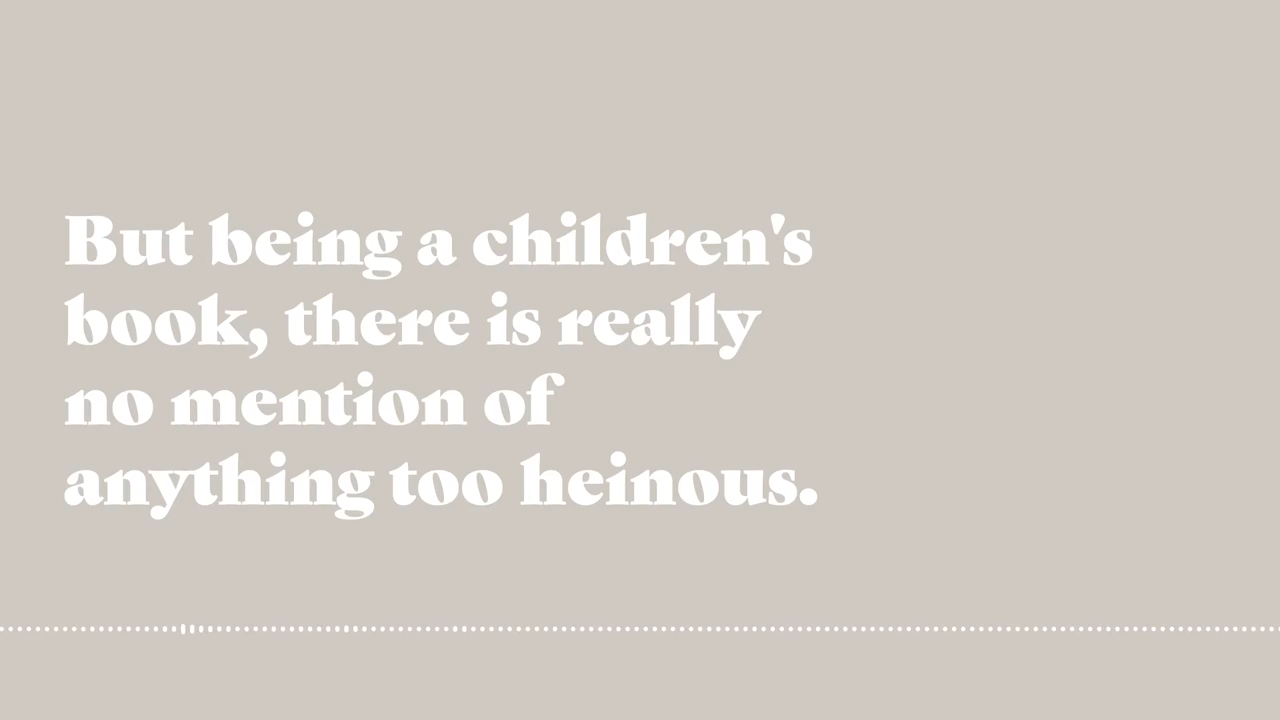 But being a children's
book, there is really
no mention of
anything too heinous.